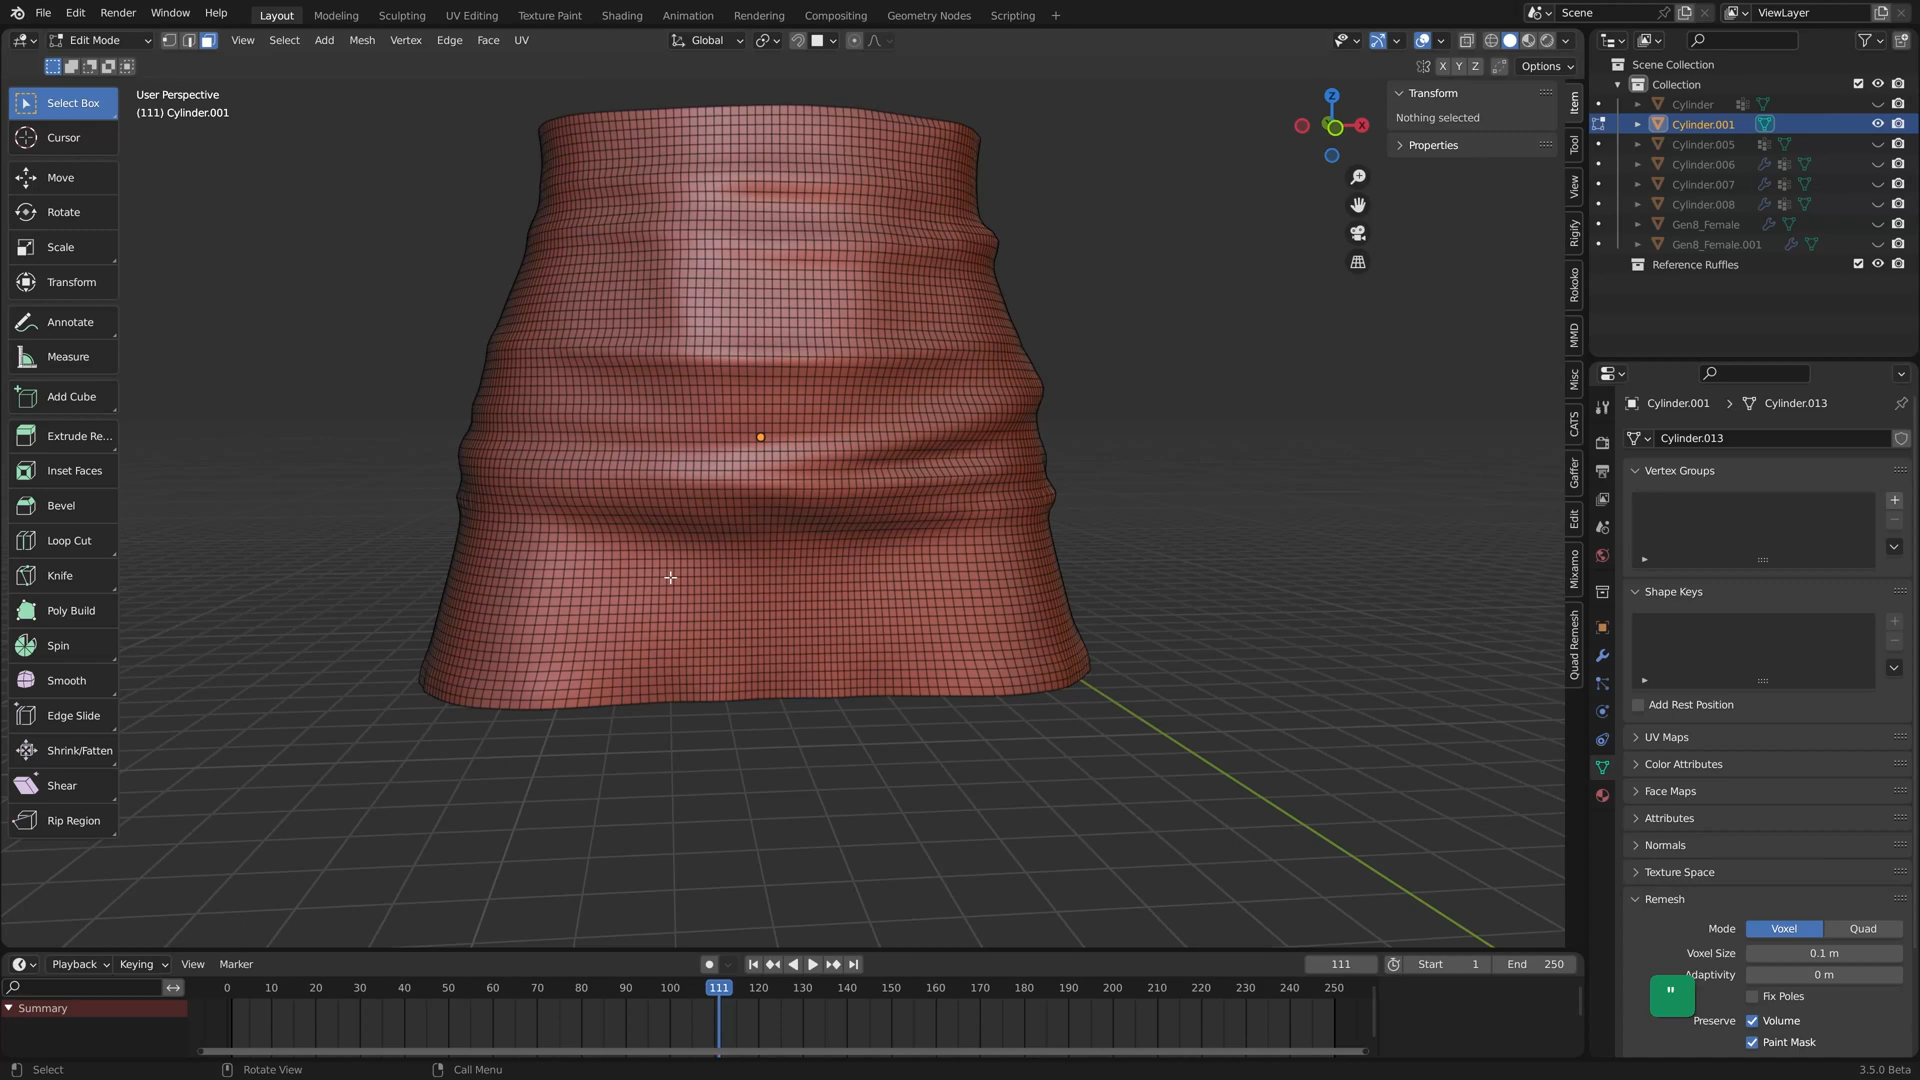 File Edit Render Window Help Layout Modeling Sculpting UV Editing Texture Paint Shading Animation Rendering Compositing Geometry Nodes Scripting + Scene ViewLayer
Edit Mode View Select Add Mesh Vertex Edge Face UV Global
X Y Z Options
User Perspective
(111) Cylinder.001
Select Box
Cursor
Move
Rotate
Scale
Transform
Annotate
Measure
Add Cube
Extrude Re...
Inset Faces
Bevel
Loop Cut
Knife
Poly Build
Spin
Smooth
Edge Slide
Shrink/Fatten
Shear
Rip Region
Z
X
Transform
Nothing selected
Properties
Item
Tool
View
Rigify
Rokoko
MMD
Misc
CATS
Gaffer
Edit
Mixamo
Quad Remesh
Scene Collection
Collection
Cylinder
Cylinder.001
Cylinder.005
Cylinder.006
Cylinder.007
Cylinder.008
Gen8_Female
Gen8_Female.001
Reference Ruffles
Cylinder.001 > Cylinder.013
Cylinder.013
Vertex Groups
Shape Keys
Add Rest Position
UV Maps
Color Attributes
Face Maps
Attributes
Normals
Texture Space
Remesh
Mode Voxel Quad
Voxel Size 0.1 m
Adaptivity 0 m
Fix Poles
Preserve Volume
Paint Mask
"
Playback Keying View Marker 111 Start 1 End 250
0 10 20 30 40 50 60 70 80 90 100 111 120 130 140 150 160 170 180 190 200 210 220 230 240 250
Summary
Select Rotate View Call Menu 3.5.0 Beta